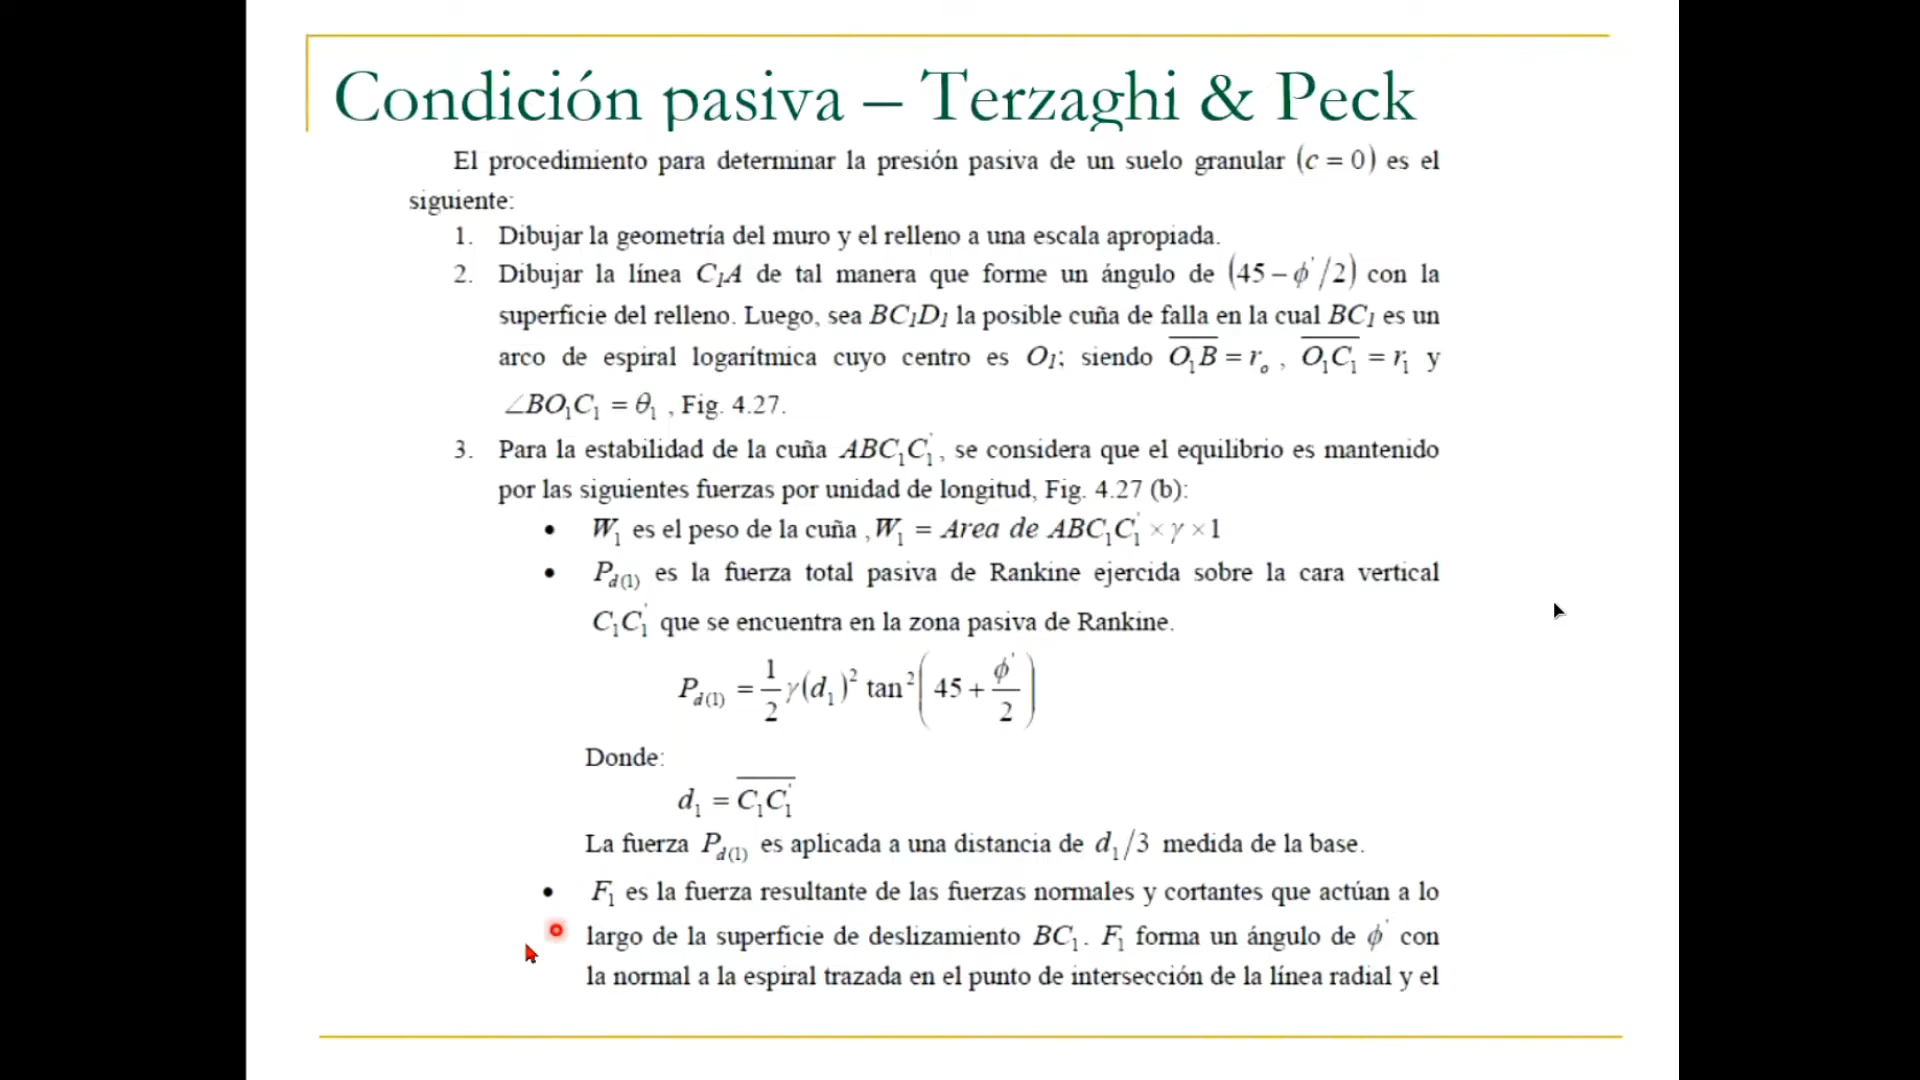 Condición pasiva – Terzaghi & Peck
El procedimiento para determinar la presión pasiva de un suelo granular (c = 0) es el
siguiente:
1. Dibujar la geometría del muro y el relleno a una escala apropiada.
2. Dibujar la línea C₁A de tal manera que forme un ángulo de (45 − ϕ'/2) con la
superficie del relleno. Luego, sea BC₁D₁ la posible cuña de falla en la cual BC₁ es un
arco de espiral logarítmica cuyo centro es O₁; siendo O̅₁B̅ = rₒ , O̅₁C̅₁ = r₁ y
∠BO₁C₁ = θ₁ , Fig. 4.27.
3. Para la estabilidad de la cuña ABC₁C₁', se considera que el equilibrio es mantenido
por las siguientes fuerzas por unidad de longitud, Fig. 4.27 (b):
• W₁ es el peso de la cuña , W₁ = Area de ABC₁C₁' × γ × 1
• P_d(1) es la fuerza total pasiva de Rankine ejercida sobre la cara vertical
C₁C₁' que se encuentra en la zona pasiva de Rankine.
P_d(1) = 1/2 γ(d₁)² tan²(45 + ϕ'/2)
Donde:
d₁ = C̅₁C̅₁'
La fuerza P_d(1) es aplicada a una distancia de d₁/3 medida de la base.
• F₁ es la fuerza resultante de las fuerzas normales y cortantes que actúan a lo
largo de la superficie de deslizamiento BC₁. F₁ forma un ángulo de ϕ' con
la normal a la espiral trazada en el punto de intersección de la línea radial y el